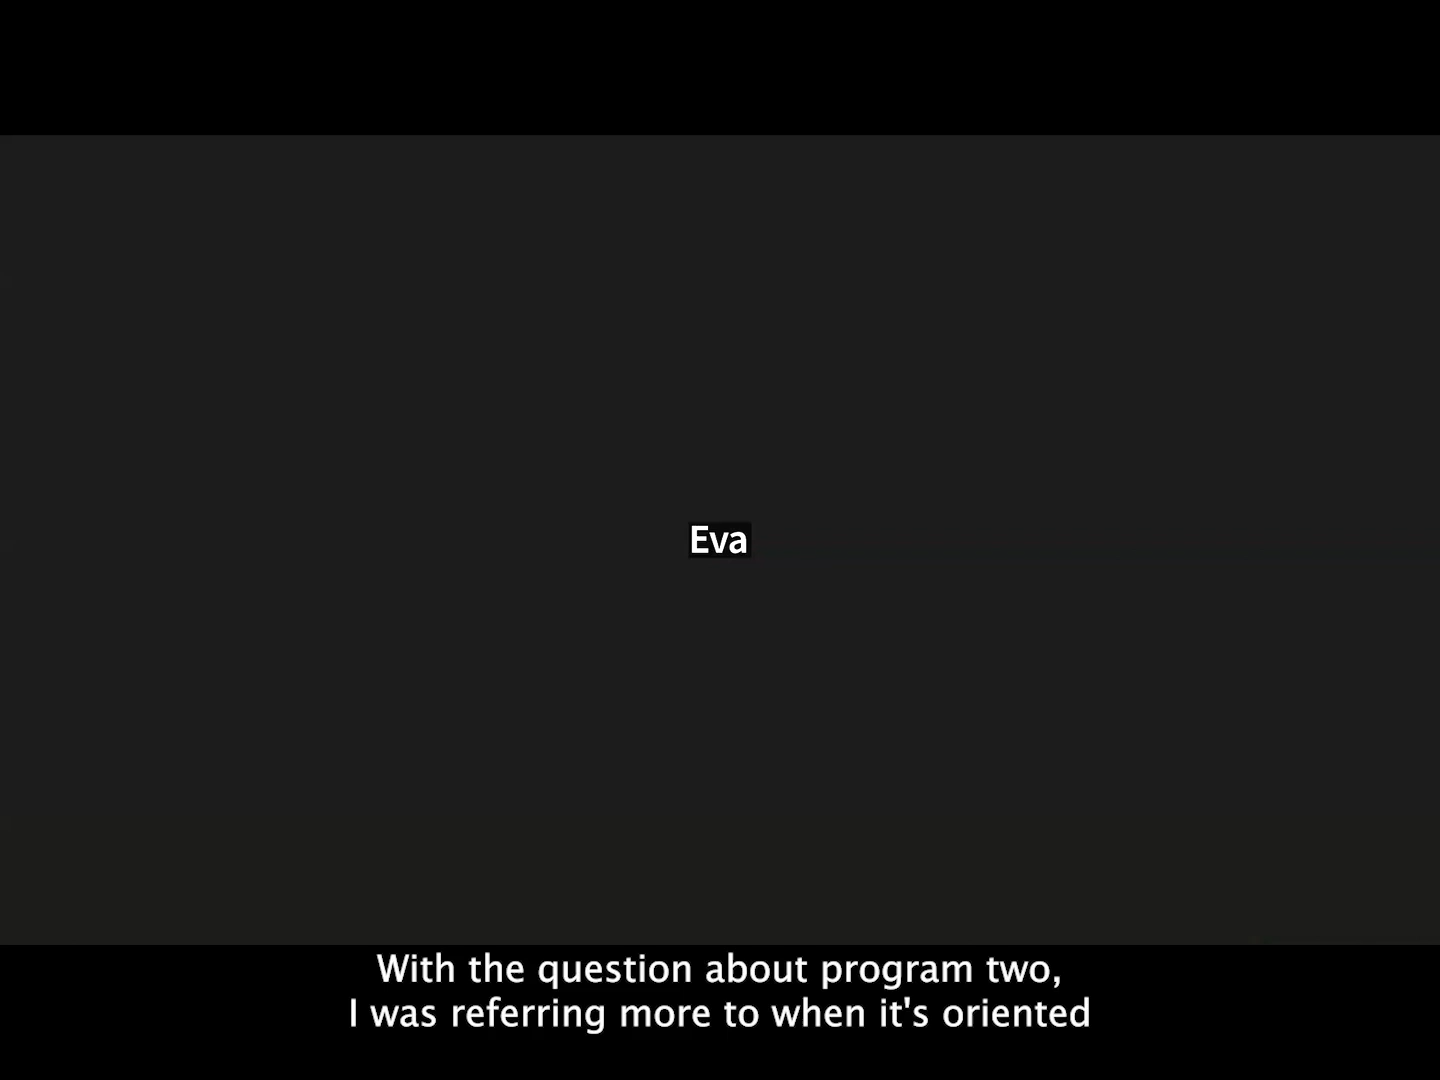 Eva
With the question about program two,
I was referring more to when it's oriented